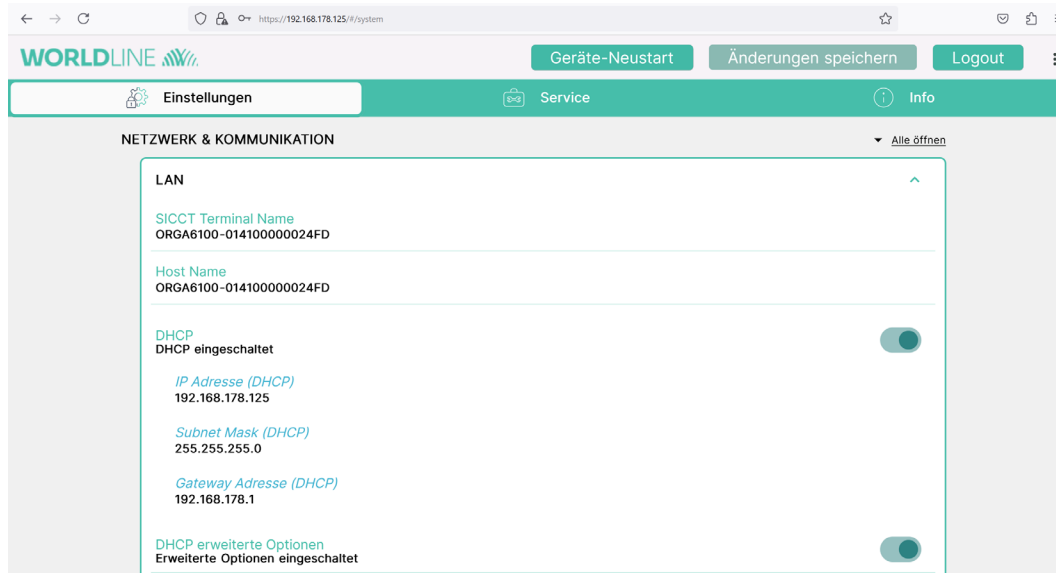 https://192.168.178.125/#/system
WORLDLINE
Geräte-Neustart
Änderungen speichern
Logout
Einstellungen
Service
Info
NETZWERK & KOMMUNIKATION
Alle öffnen
LAN
SICCT Terminal Name
ORGA6100-014100000024FD
Host Name
ORGA6100-014100000024FD
DHCP
DHCP eingeschaltet
IP Adresse (DHCP)
192.168.178.125
Subnet Mask (DHCP)
255.255.255.0
Gateway Adresse (DHCP)
192.168.178.1
DHCP erweiterte Optionen
Erweiterte Optionen eingeschaltet